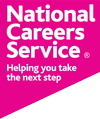 National
Careers
Service ®
Helping you take
the next step